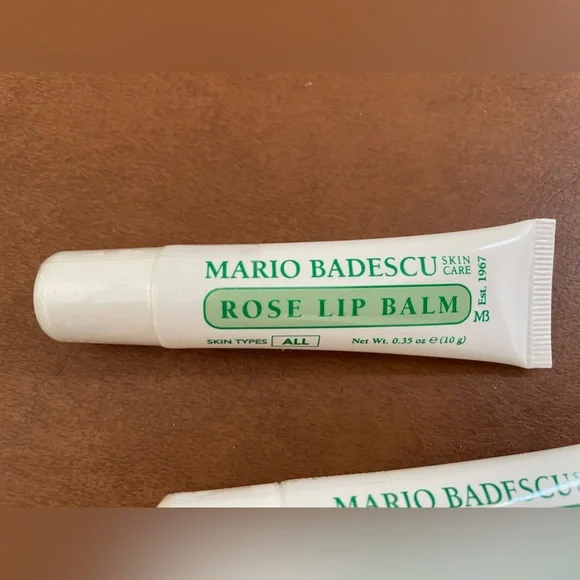 MARIO BADESCU SKIN CARE
ROSE LIP BALM
SKIN TYPES ALL Net Wt. 0.35 oz ℮ (10 g)
Est. 1967
MB
MARIO BADESCU